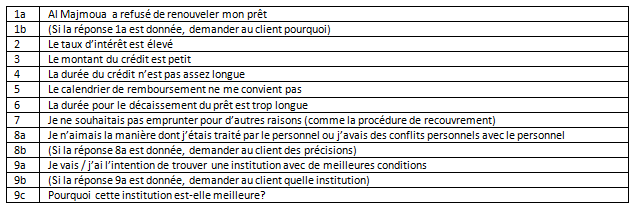 1a Al Majmoua a refusé de renouveler mon prêt
1b (Si la réponse 1a est donnée, demander au client pourquoi)
2 Le taux d'intérêt est élevé
3 Le montant du crédit est petit
4 La durée du crédit n'est pas assez longue
5 Le calendrier de remboursement ne me convient pas
6 La durée pour le décaissement du prêt est trop longue
7 Je ne souhaitais pas emprunter pour d'autres raisons (comme la procédure de recouvrement)
8a Je n'aimais la manière dont j'étais traité par le personnel ou j'avais des conflits personnels avec le personnel
8b (Si la réponse 8a est donnée, demander au client des précisions)
9a Je vais / j'ai l'intention de trouver une institution avec de meilleures conditions
9b (Si la réponse 9a est donnée, demander au client quelle institution)
9c Pourquoi cette institution est-elle meilleure?